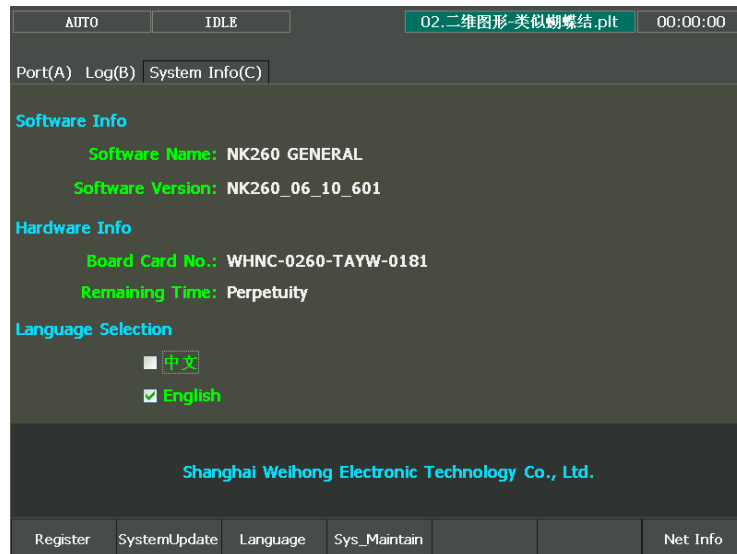 AUTO IDLE 02.二维图形-类似蝴蝶结.plt 00:00:00
Port(A) Log(B) System Info(C)
Software Info
Software Name: NK260 GENERAL
Software Version: NK260_06_10_601
Hardware Info
Board Card No.: WHNC-0260-TAYW-0181
Remaining Time: Perpetuity
Language Selection
中文
English
Shanghai Weihong Electronic Technology Co., Ltd.
Register SystemUpdate Language Sys_Maintain Net Info